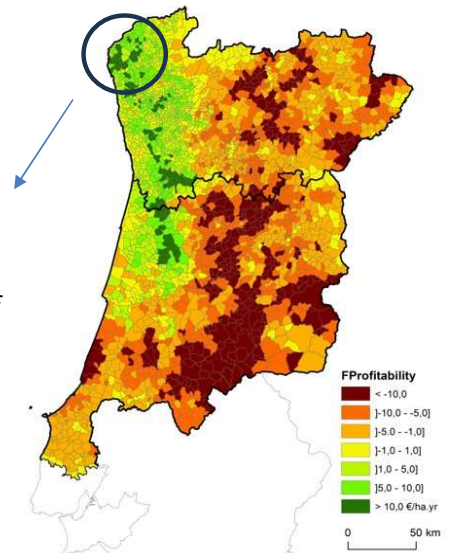 FProfitability
< -10,0
]-10,0 - -5,0]
]-5.0 - -1,0]
]-1,0 - 1,0]
]1,0 - 5,0]
]5,0 - 10,0]
> 10,0 €/ha.yr
0 50 km